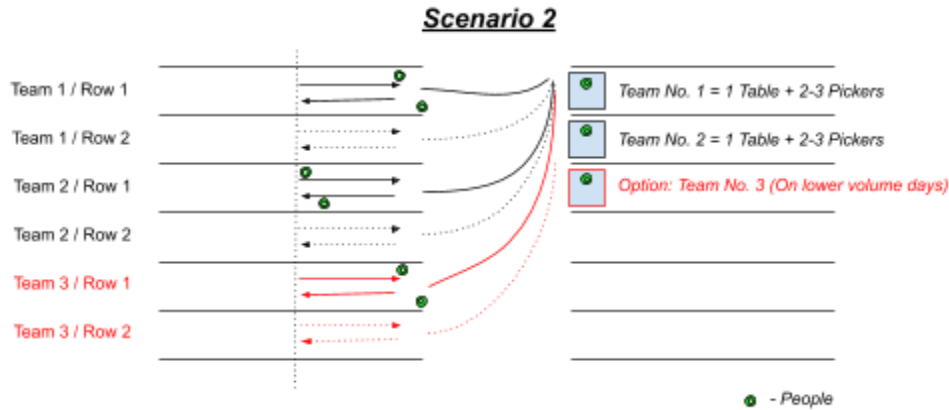 Scenario 2
Team 1 / Row 1
Team No. 1 = 1 Table + 2-3 Pickers
Team 1 / Row 2
Team No. 2 = 1 Table + 2-3 Pickers
Team 2 / Row 1
Option: Team No. 3 (On lower volume days)
Team 2 / Row 2
Team 3 / Row 1
Team 3 / Row 2
- People